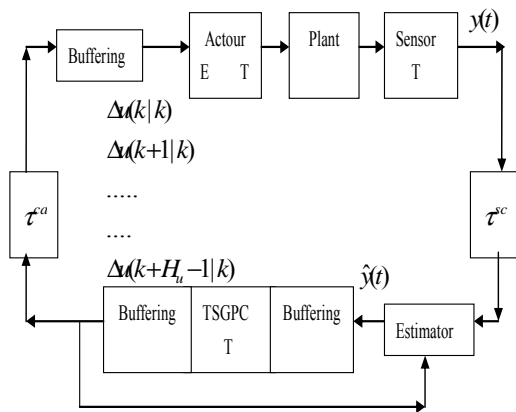 Buffering
Actour
E T
Plant
Sensor
T
y(t)
Δu(k|k)
Δu(k+1|k)
.....
....
Δu(k+H_u−1|k)
τ^{ca}
τ^{sc}
ŷ(t)
Buffering
TSGPC
T
Buffering
Estimator